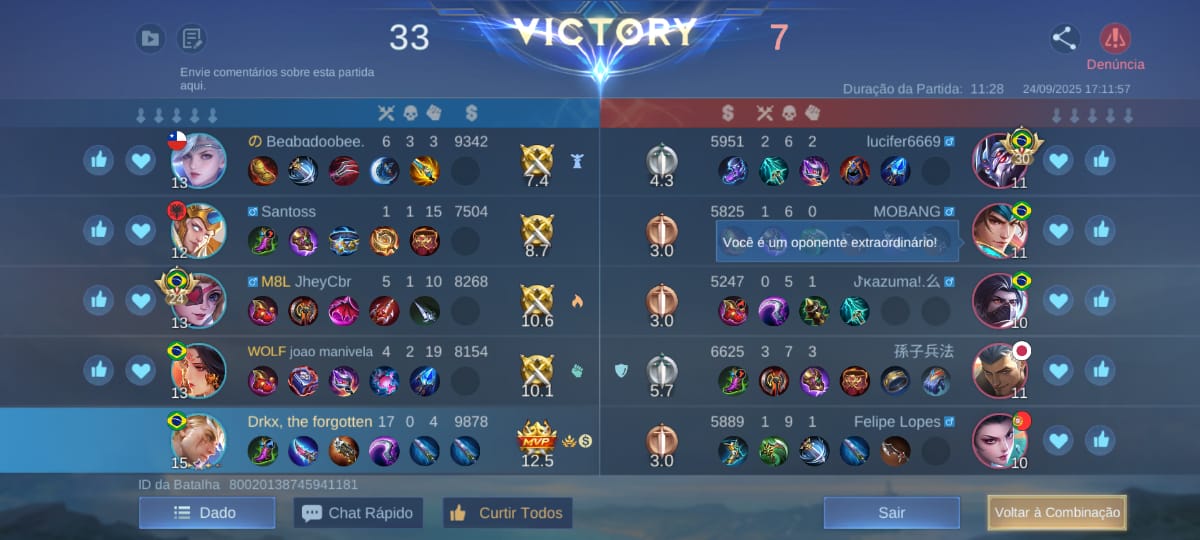 33 VICTORY 7
Envie comentários sobre esta partida
aqui.
Denúncia
Duração da Partida: 11:28 24/09/2025 17:11:57
の Beabadoobee. 6 3 3 9342
13
7.4
5951 2 6 2 lucifer6669
4.3
30
11
Santoss 1 1 15 7504
12
8.7
5825 1 6 0 MOBANG
3.0
Você é um oponente extraordinário!
11
M8L JheyCbr 5 1 10 8268
24
13
10.6
5247 0 5 1 Jκazuma!.么
3.0
10
WOLF joao manivela 4 2 19 8154
13
10.1
6625 3 7 3 孫子兵法
5.7
11
Drkx, the forgotten 17 0 4 9878
15
MVP
12.5
5889 1 9 1 Felipe Lopes
3.0
10
ID da Batalha 80020138745941181
Dado
Chat Rápido
Curtir Todos
Sair
Voltar à Combinação